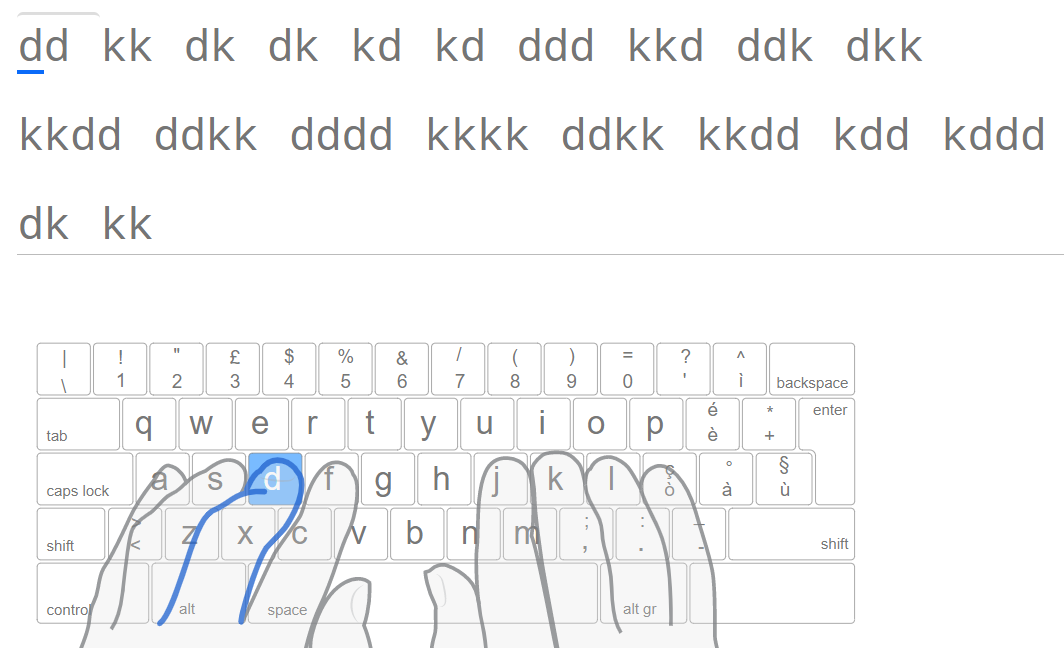 dd kk dk dk kd kd ddd kkd ddk dkk
kkdd ddkk dddd kkkk ddkk kkdd kdd kddd
dk kk
| ! " £ $ % & / ( ) = ? ^
\ 1 2 3 4 5 6 7 8 9 0 ' ì backspace
tab q w e r t y u i o p é è * + enter
caps lock a s d f g h j k l ç ò ° à § ù
shift > < z x c v b n m ; , : . _ - shift
control alt space alt gr